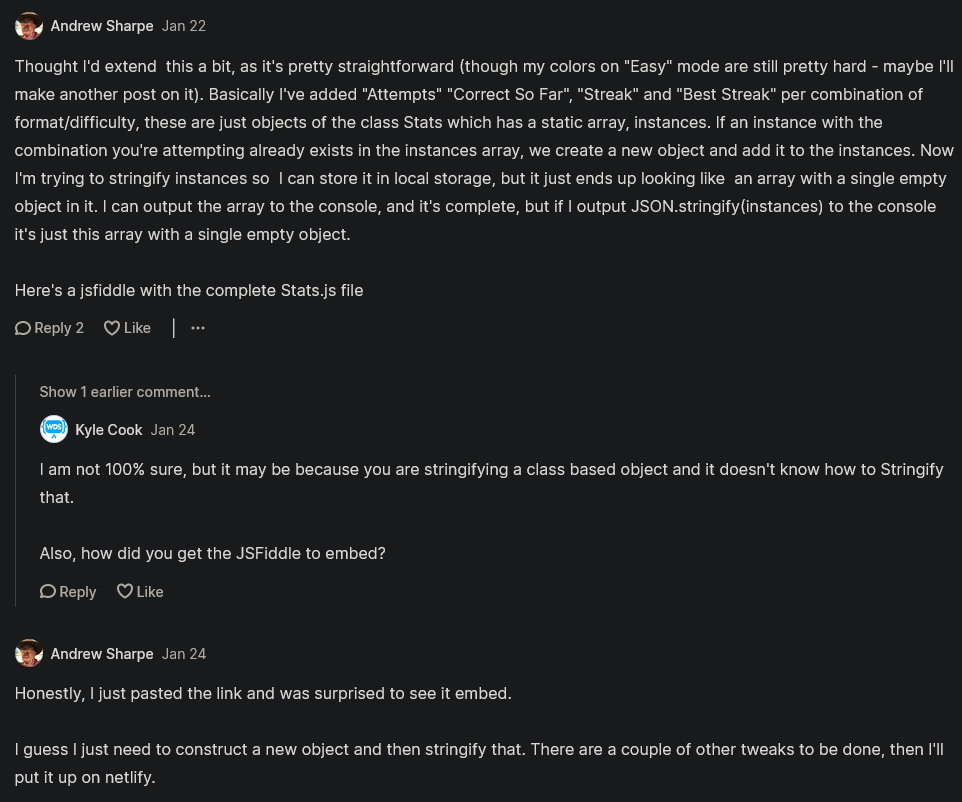 Andrew Sharpe Jan 22
Thought I'd extend  this a bit, as it's pretty straightforward (though my colors on "Easy" mode are still pretty hard - maybe I'll
make another post on it). Basically I've added "Attempts" "Correct So Far", "Streak" and "Best Streak" per combination of
format/difficulty, these are just objects of the class Stats which has a static array, instances. If an instance with the
combination you're attempting already exists in the instances array, we create a new object and add it to the instances. Now
I'm trying to stringify instances so  I can store it in local storage, but it just ends up looking like  an array with a single empty
object in it. I can output the array to the console, and it's complete, but if I output JSON.stringify(instances) to the console
it's just this array with a single empty object.
Here's a jsfiddle with the complete Stats.js file
Reply 2 Like
Show 1 earlier comment...
WDS
Kyle Cook Jan 24
I am not 100% sure, but it may be because you are stringifying a class based object and it doesn't know how to Stringify
that.
Also, how did you get the JSFiddle to embed?
Reply Like
Andrew Sharpe Jan 24
Honestly, I just pasted the link and was surprised to see it embed.
I guess I just need to construct a new object and then stringify that. There are a couple of other tweaks to be done, then I'll
put it up on netlify.